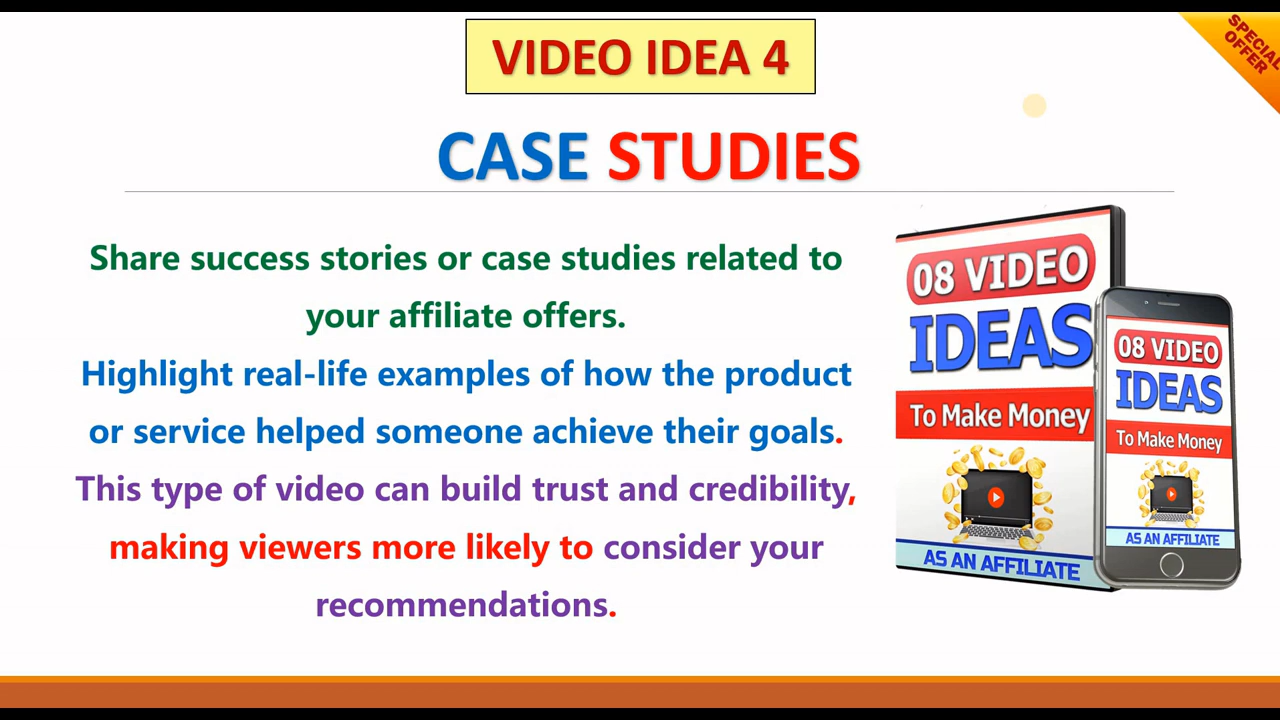 VIDEO IDEA 4
SPECIAL
OFFER
CASE STUDIES
Share success stories or case studies related to
your affiliate offers.
Highlight real-life examples of how the product
or service helped someone achieve their goals.
This type of video can build trust and credibility,
making viewers more likely to consider your
recommendations.
08 VIDEO
IDEAS
To Make Money
AS AN AFFILIATE
08 VIDEO
IDEAS
To Make Money
AS AN AFFILIATE